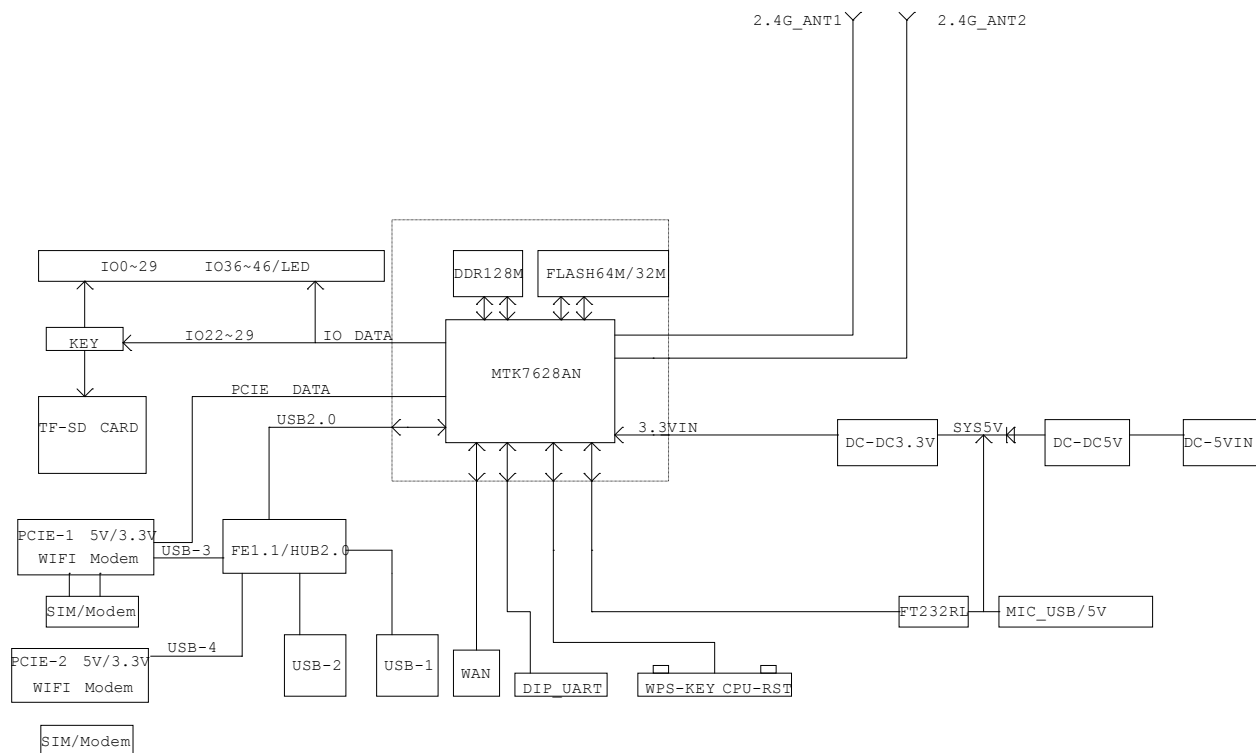 2.4G_ANT1 2.4G_ANT2
IO0~29 IO36~46/LED
DDR128M FLASH64M/32M
KEY IO22~29 IO DATA
MTK7628AN
PCIE DATA
TF-SD CARD
USB2.0
3.3VIN
DC-DC3.3V SYS5V DC-DC5V DC-5VIN
PCIE-1 5V/3.3V
WIFI Modem
USB-3
FE1.1/HUB2.0
SIM/Modem
FT232RL MIC_USB/5V
USB-4
PCIE-2 5V/3.3V
WIFI Modem
USB-2 USB-1 WAN DIP_UART WPS-KEY CPU-RST
SIM/Modem